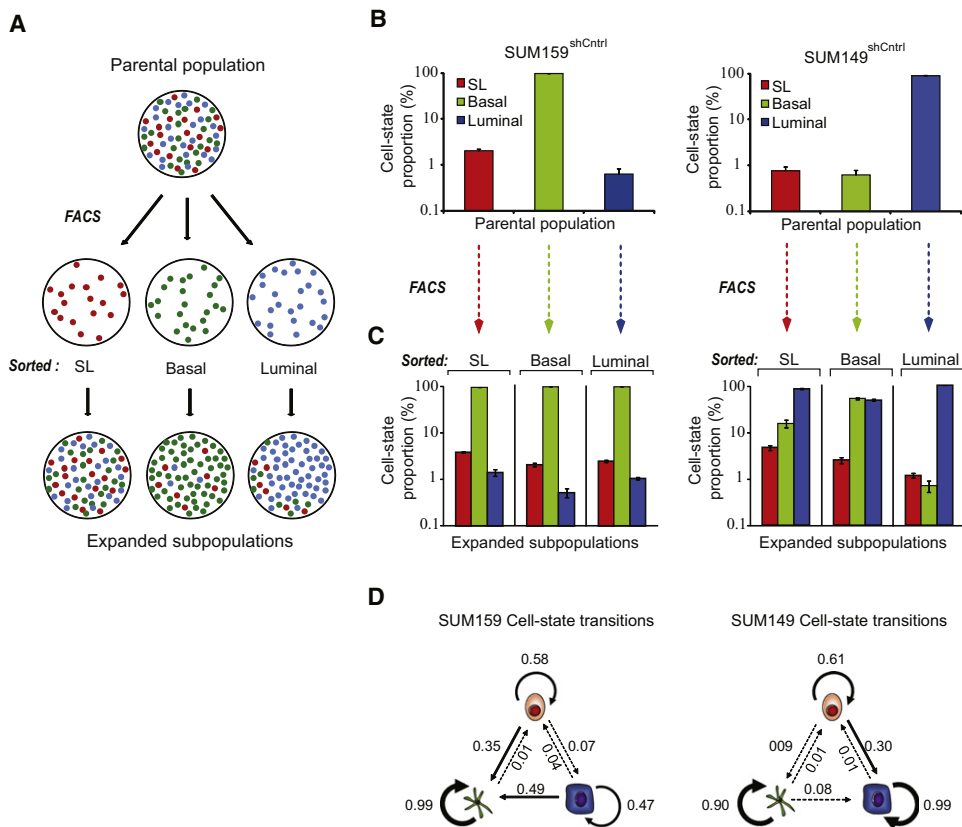 A
Parental population
FACS
Sorted :
SL
Basal
Luminal
Expanded subpopulations
B
SUM159shCntrl
Cell-state
proportion (%)
100
10
1
0.1
SL
Basal
Luminal
Parental population
SUM149shCntrl
Cell-state
proportion (%)
100
10
1
0.1
SL
Basal
Luminal
Parental population
FACS
FACS
C
Sorted:
SL
Basal
Luminal
Cell-state
proportion (%)
100
10
1
0.1
Expanded subpopulations
Sorted:
SL
Basal
Luminal
Cell-state
proportion (%)
100
10
1
0.1
Expanded subpopulations
D
SUM159 Cell-state transitions
0.58
0.35
0.01
0.04
0.07
0.49
0.99
0.47
SUM149 Cell-state transitions
0.61
009
0.01
0.01
0.30
0.08
0.90
0.99